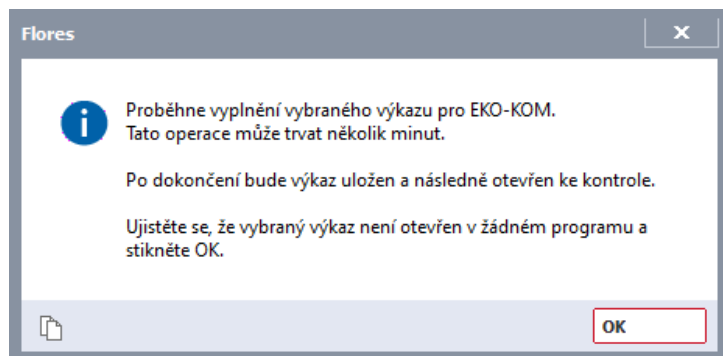 Flores
Proběhne vyplnění vybraného výkazu pro EKO-KOM.
Tato operace může trvat několik minut.
Po dokončení bude výkaz uložen a následně otevřen ke kontrole.
Ujistěte se, že vybraný výkaz není otevřen v žádném programu a
stikněte OK.
OK